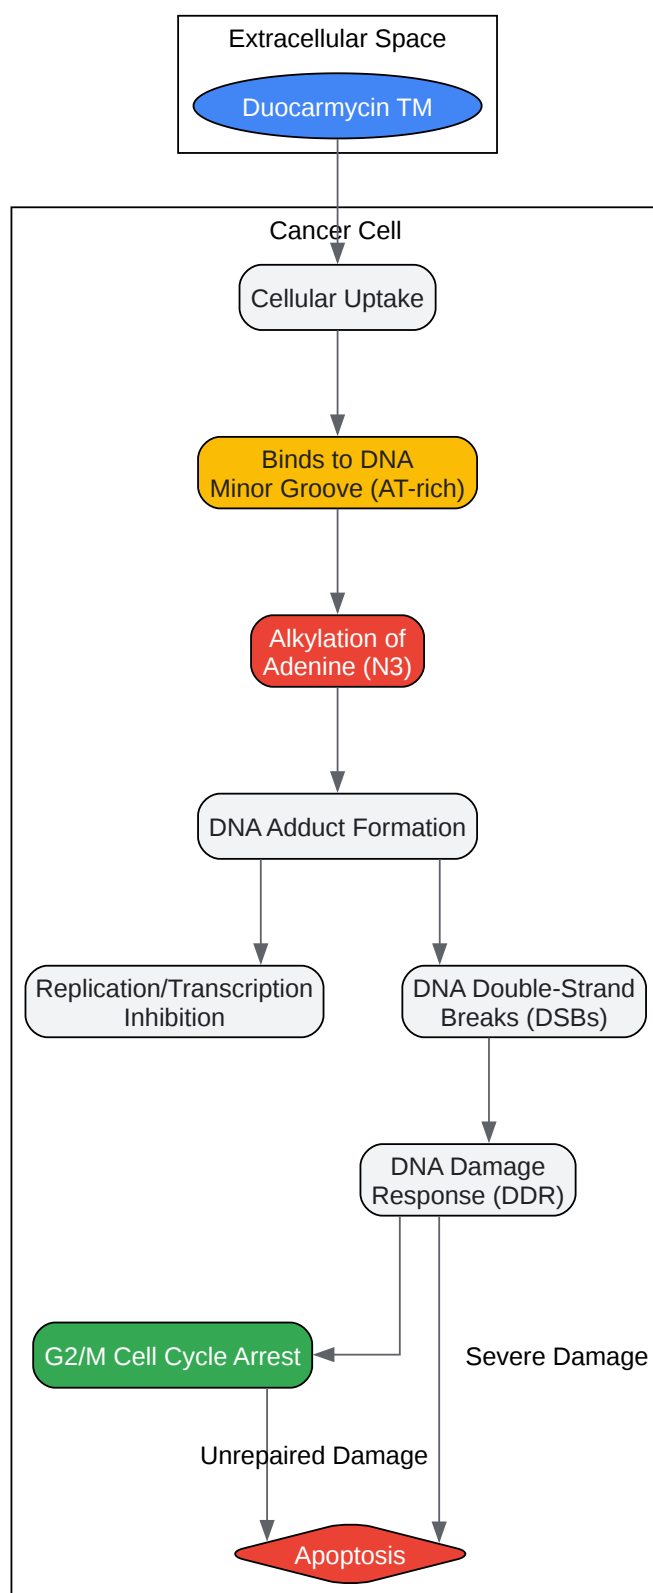 Extracellular Space
Duocarmycin TM
Cancer Cell
Cellular Uptake
Binds to DNA
Minor Groove (AT-rich)
Alkylation of
Adenine (N3)
DNA Adduct Formation
Replication/Transcription
Inhibition
DNA Double-Strand
Breaks (DSBs)
DNA Damage
Response (DDR)
G2/M Cell Cycle Arrest
Severe Damage
Unrepaired Damage
Apoptosis